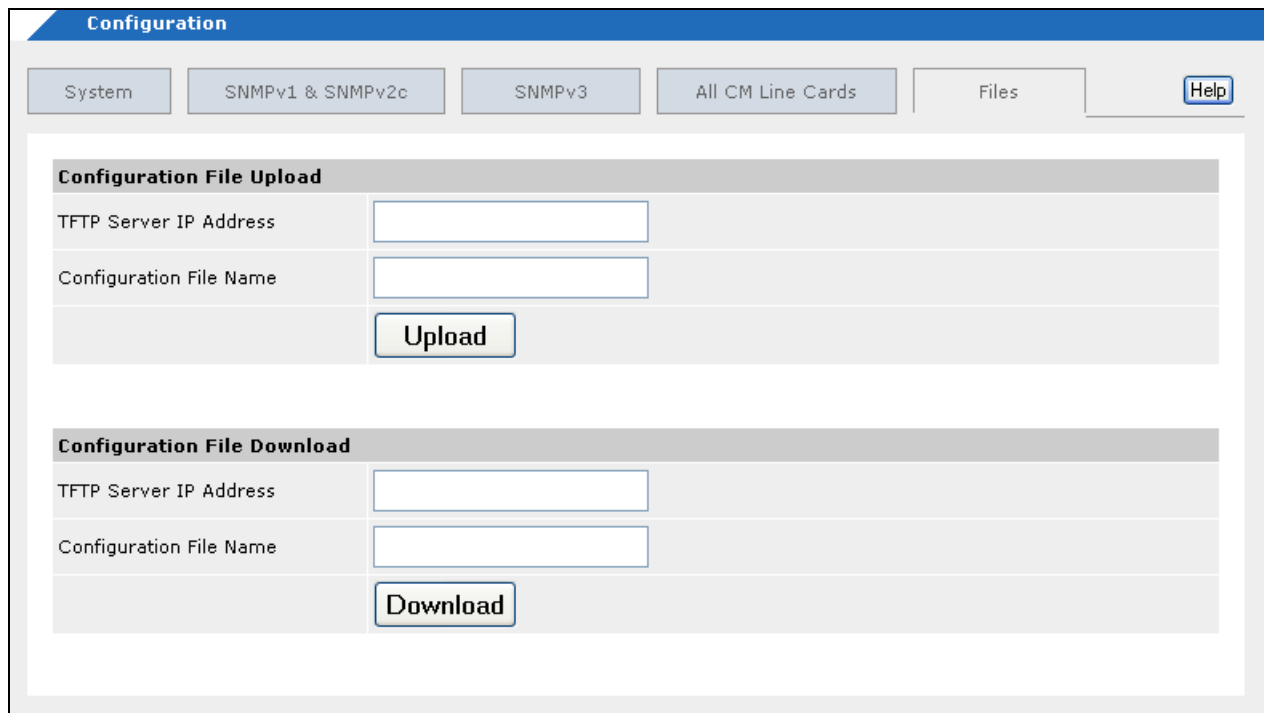 Configuration
System SNMPv1 & SNMPv2c SNMPv3 All CM Line Cards Files Help
Configuration File Upload
TFTP Server IP Address
Configuration File Name
Upload
Configuration File Download
TFTP Server IP Address
Configuration File Name
Download